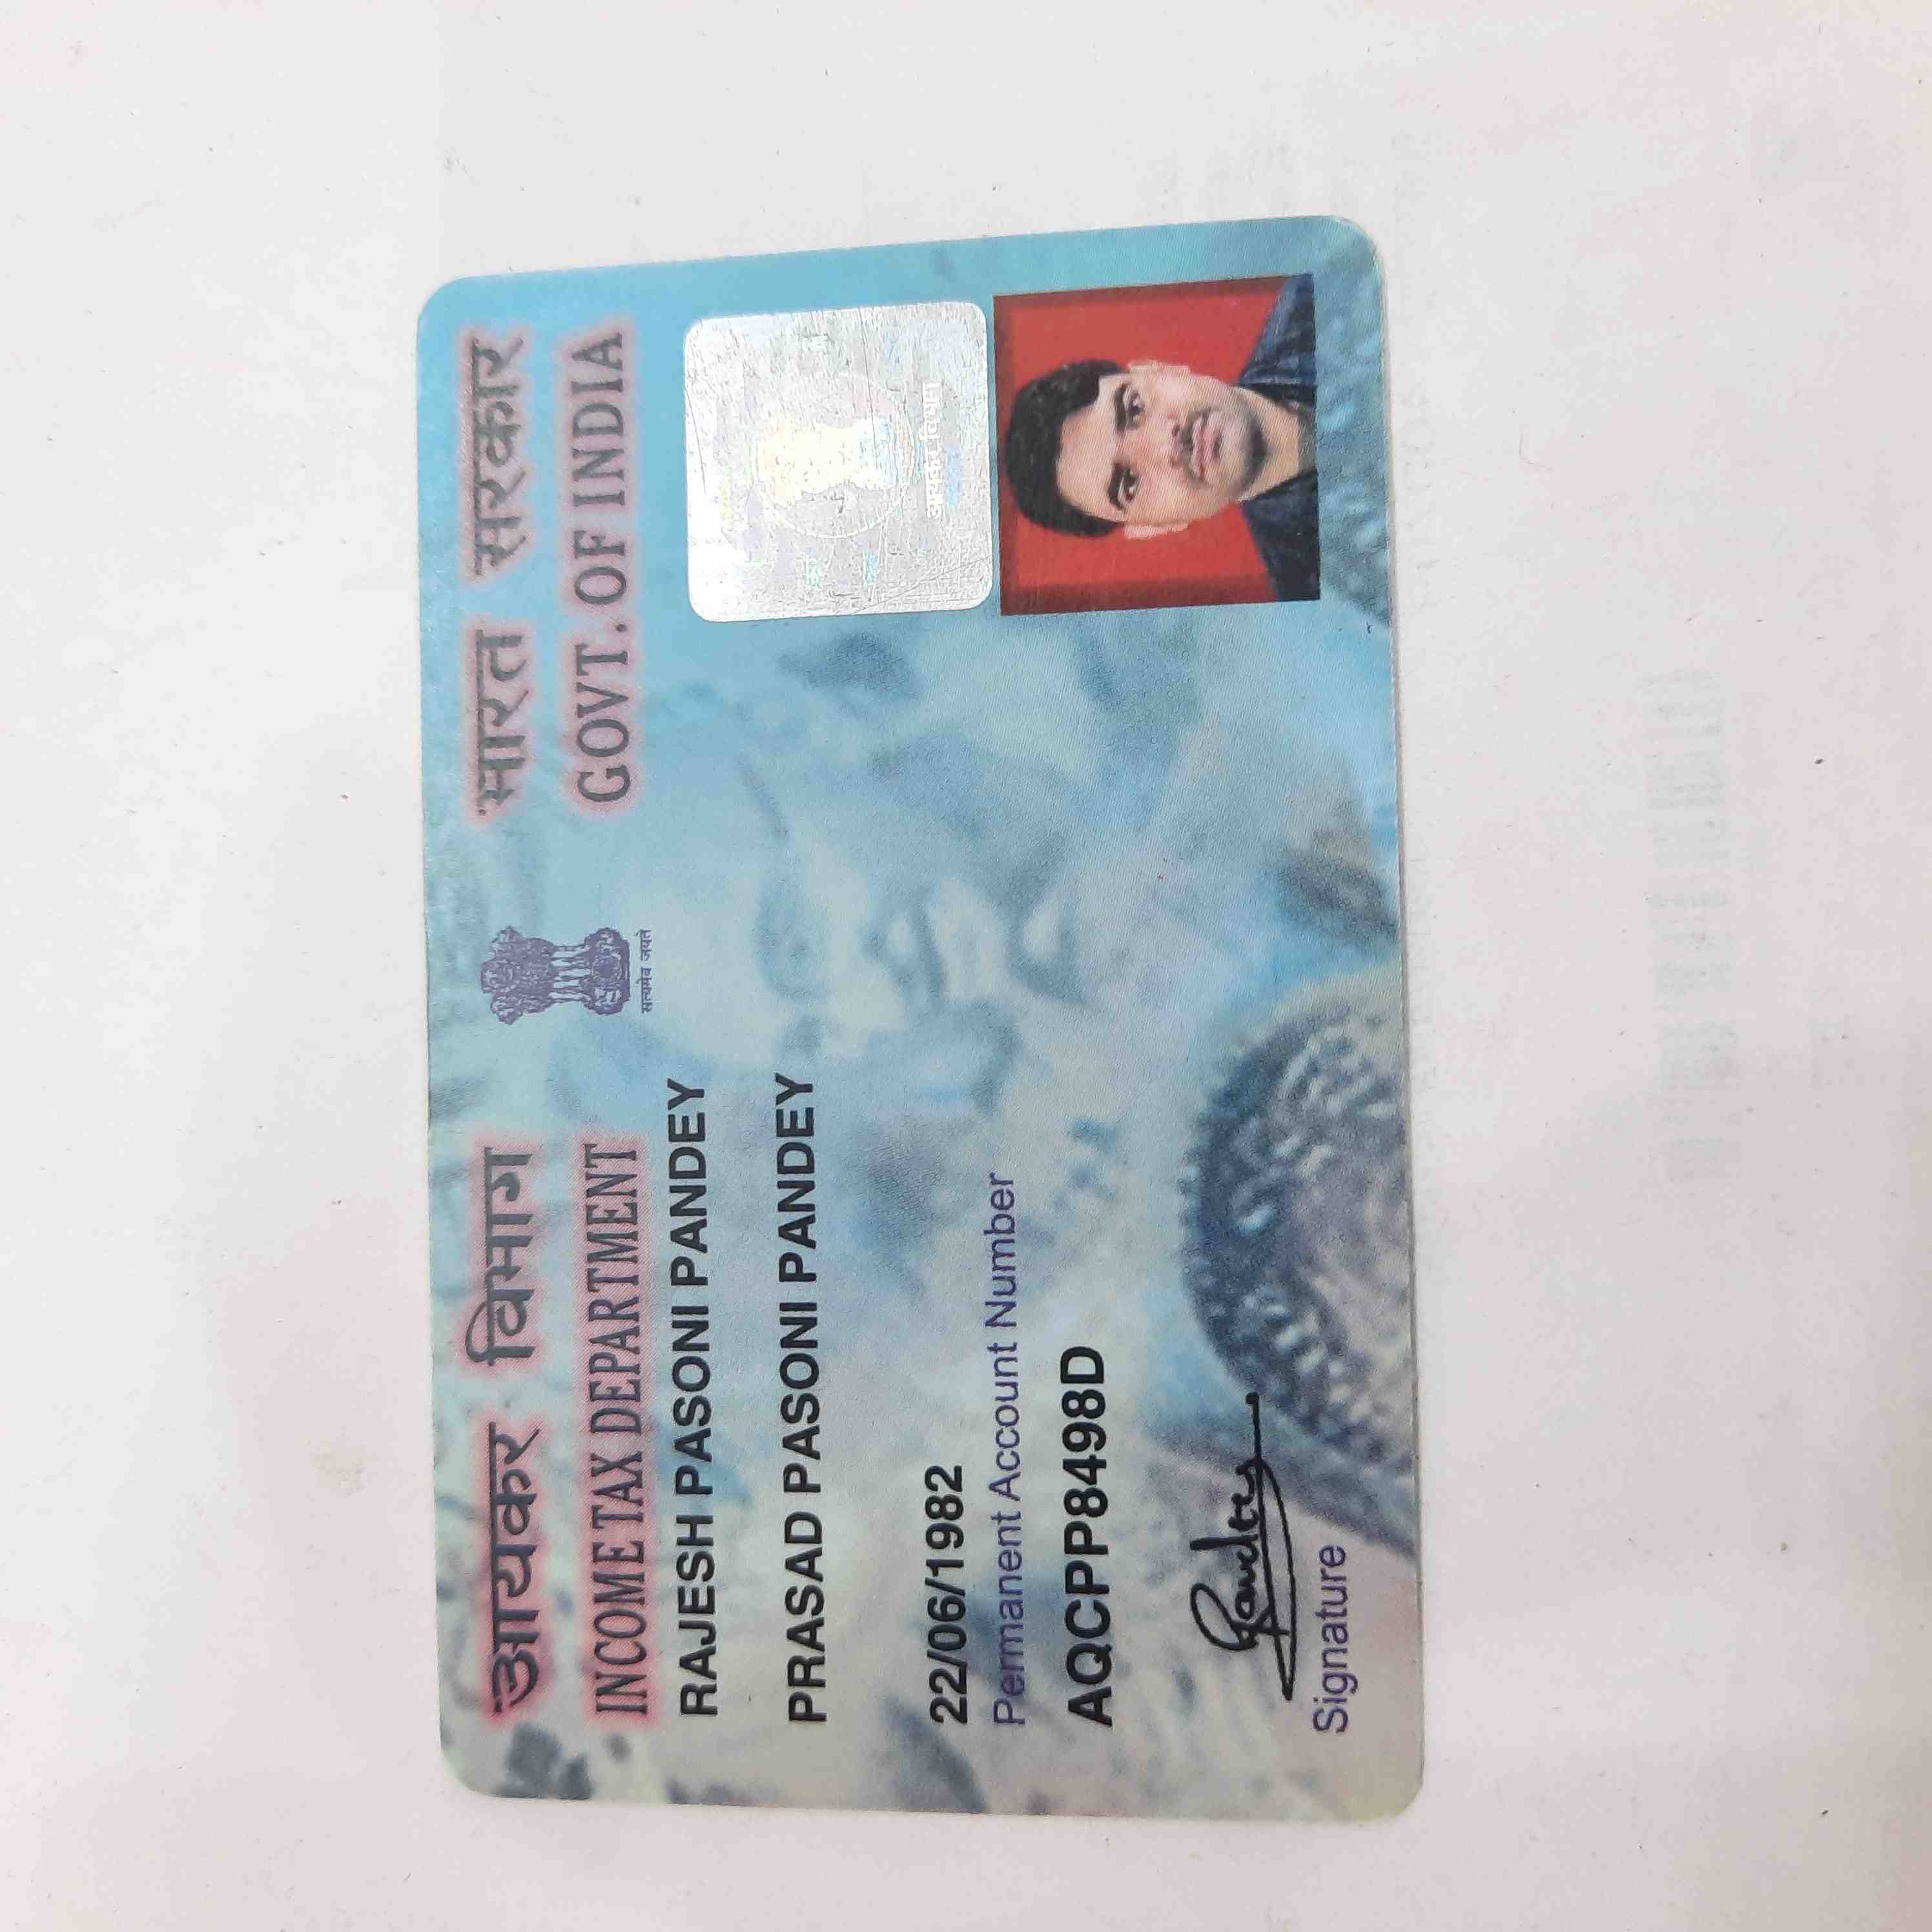 आयकर विभाग
INCOME TAX DEPARTMENT
सत्यमेव जयते
भारत सरकार
GOVT. OF INDIA
RAJESH PASONI PANDEY
PRASAD PASONI PANDEY
22/06/1982
Permanent Account Number
AQCPP8498D
Signature
आयकर विभाग